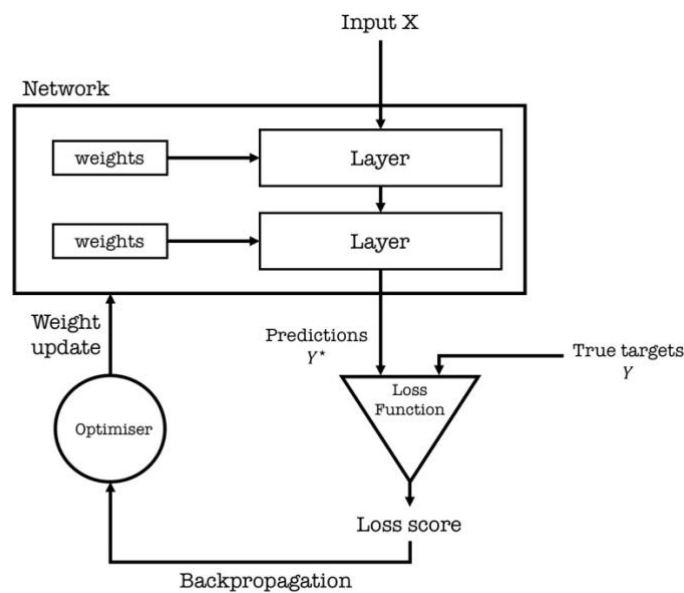 Input X
Network
weights
Layer
weights
Layer
Weight
update
Predictions
Y*
True targets
Y
Loss
Function
Optimiser
Loss score
Backpropagation